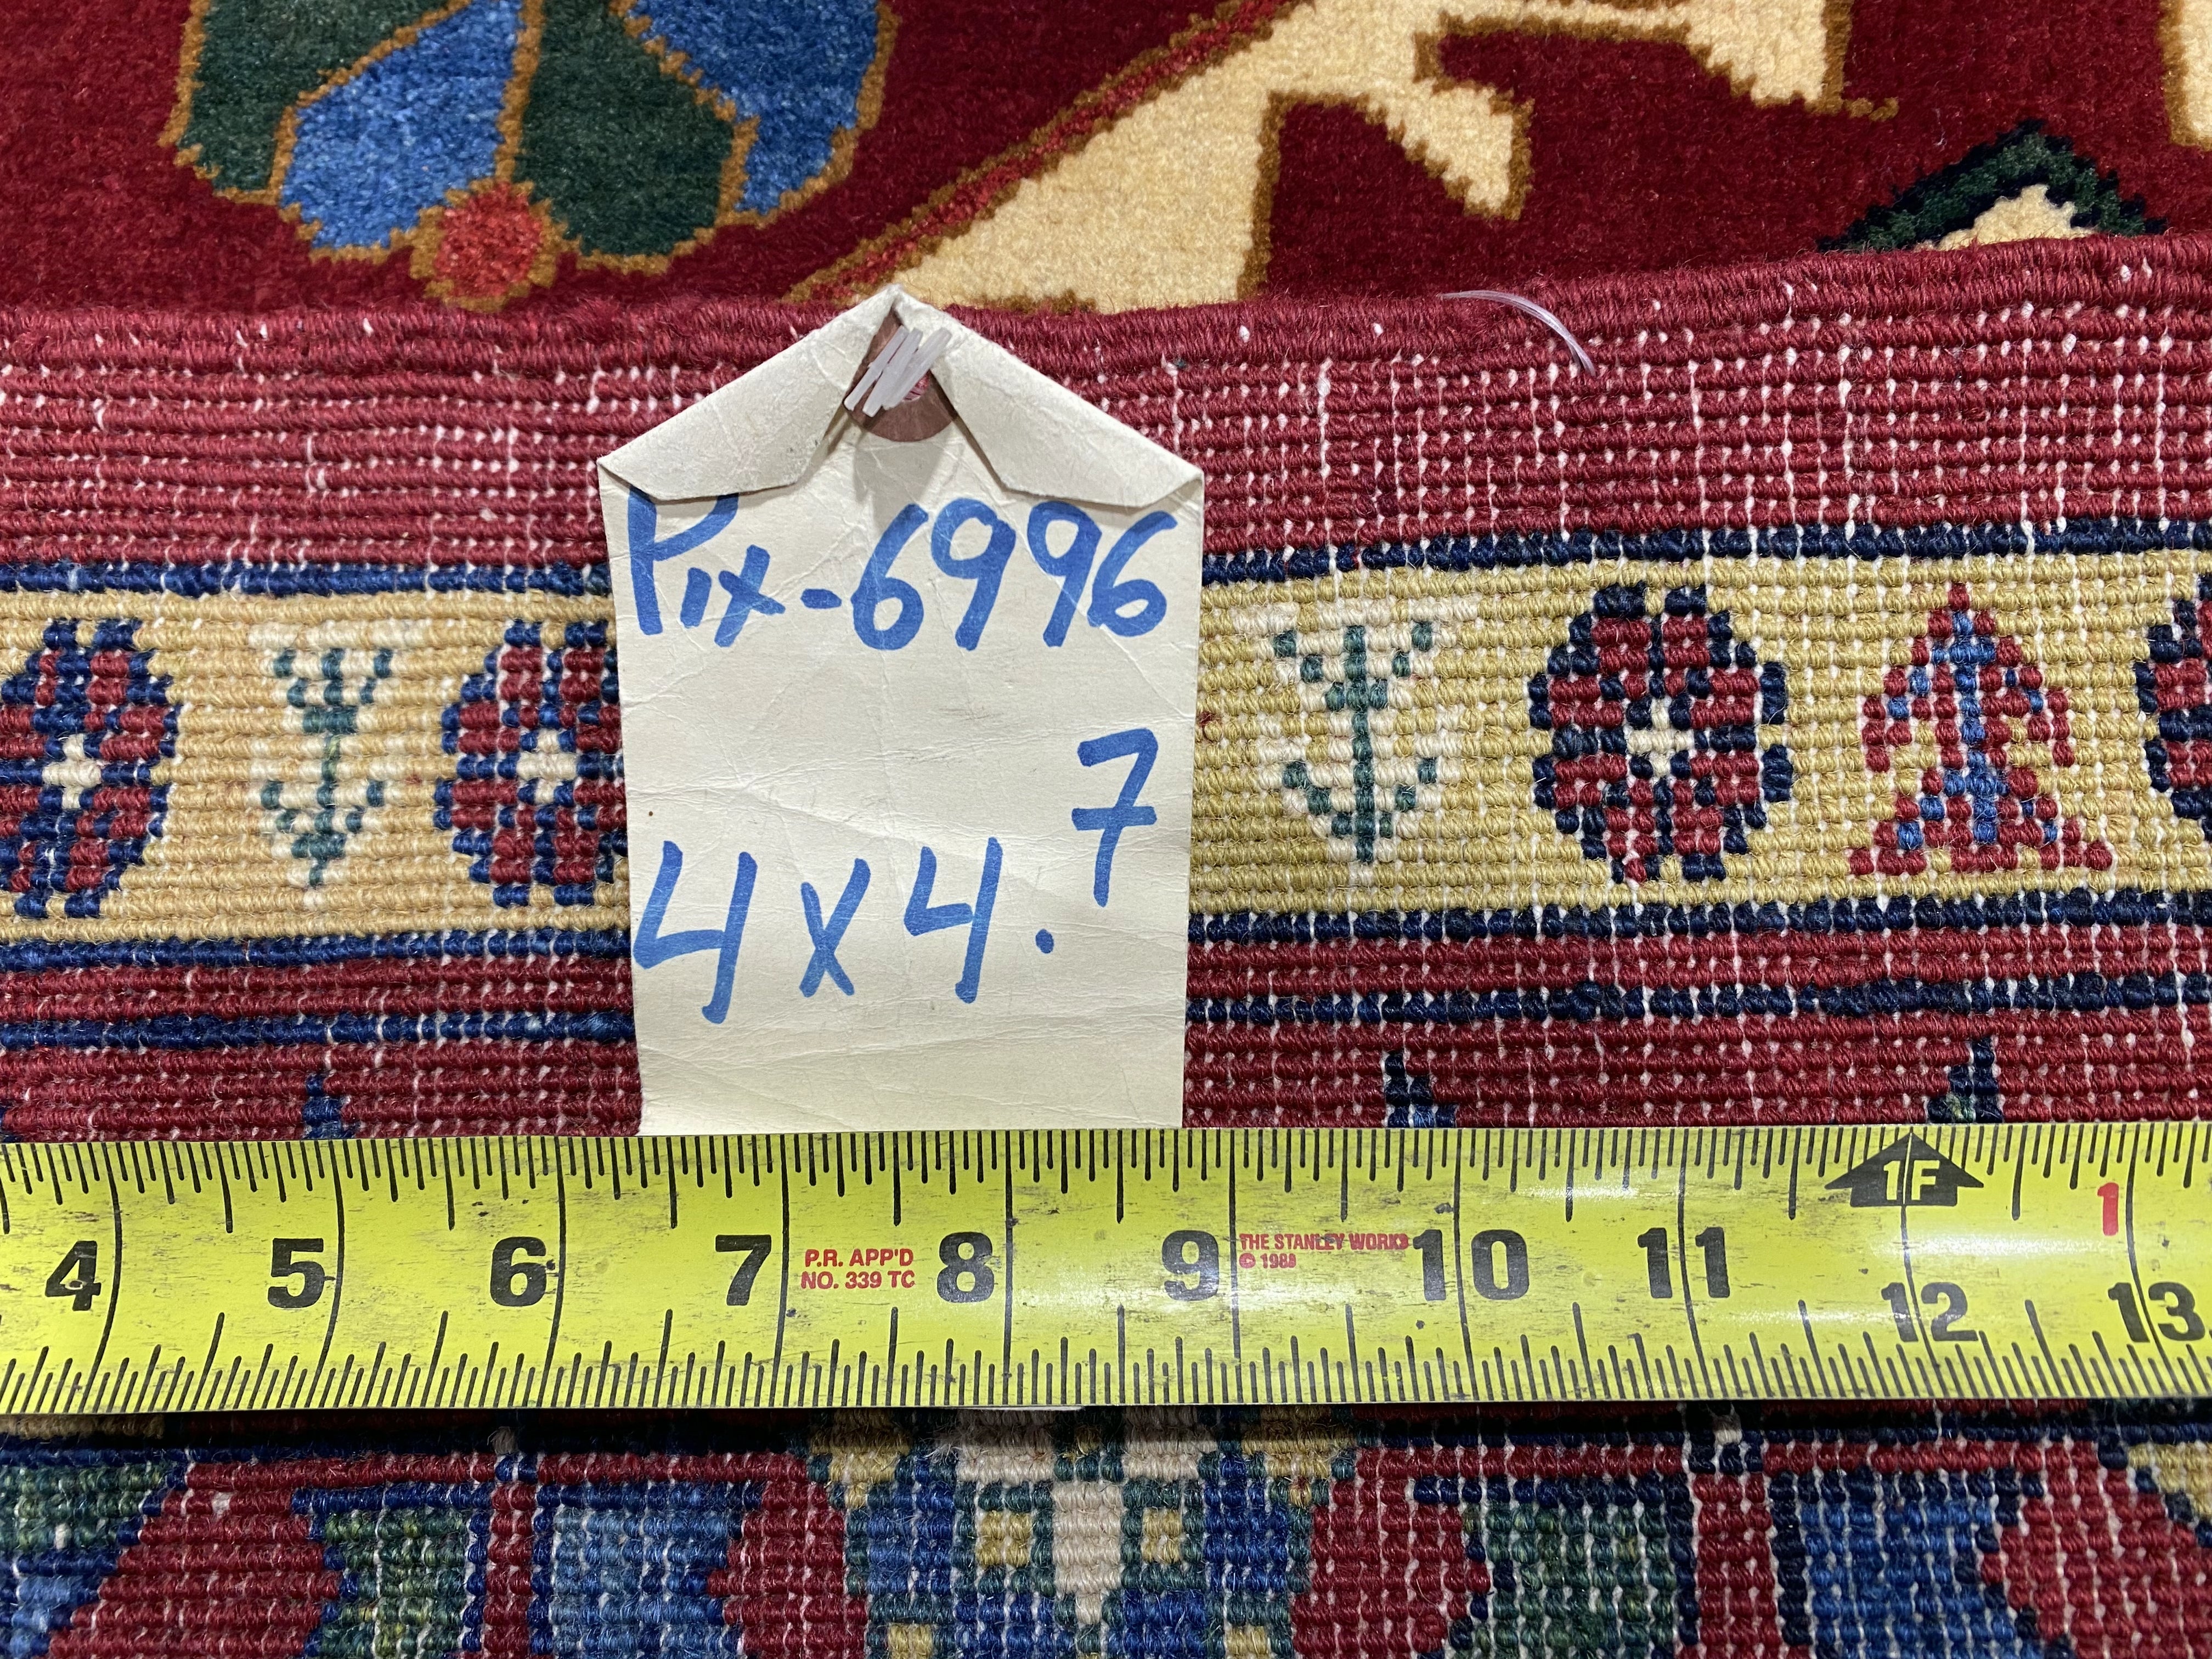 Pix-6996
4x4.7
1F
1
4 5 6 7 8 9 10 11 12 13
P.R. APP'D
NO. 339 TC
THE STANLEY WORKS
© 1988